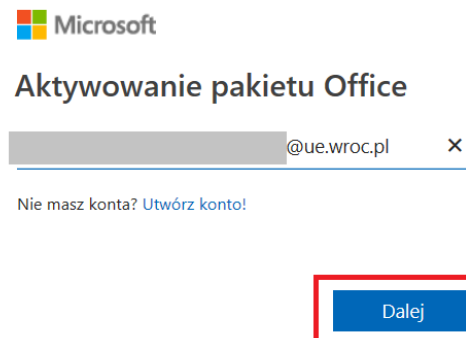 Microsoft
Aktywowanie pakietu Office
@ue.wroc.pl ×
Nie masz konta? Utwórz konto!
Dalej